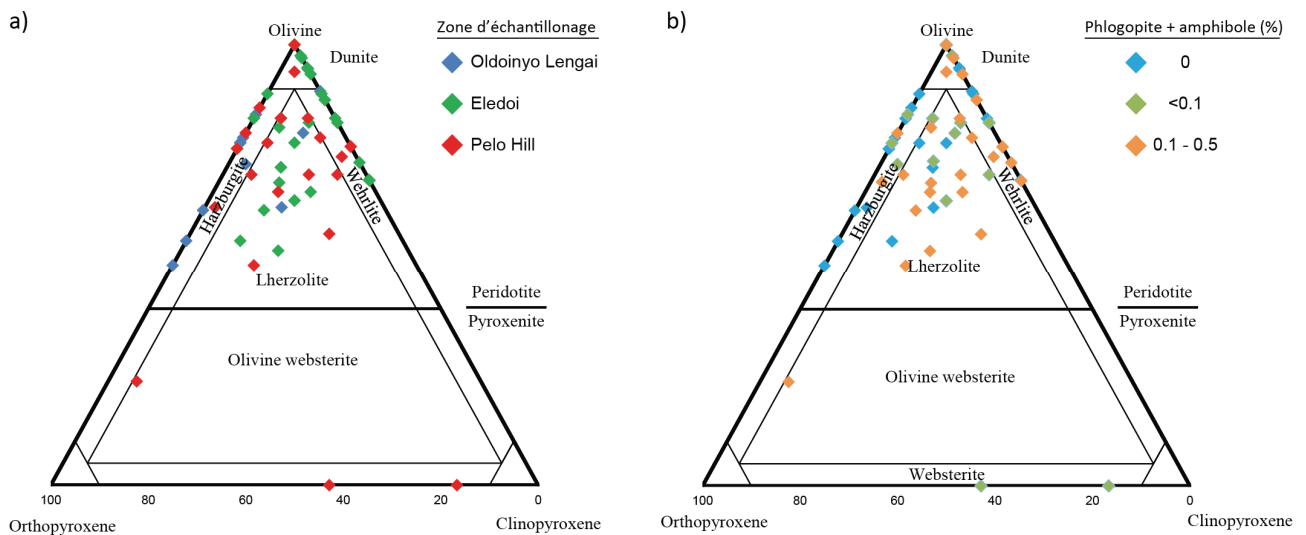 a)
Olivine
Dunite
Zone d'échantillonage
Oldoinyo Lengai
Eledoi
Pelo Hill
Harzburgite
Wehrlite
Lherzolite
Peridotite
Pyroxenite
Olivine websterite
100 80 60 40 20 0
Orthopyroxene
Clinopyroxene
b)
Olivine
Dunite
Phlogopite + amphibole (%)
0
<0.1
0.1 - 0.5
Harzburgite
Wehrlite
Lherzolite
Peridotite
Pyroxenite
Olivine websterite
Websterite
100 80 60 40 20 0
Orthopyroxene
Clinopyroxene